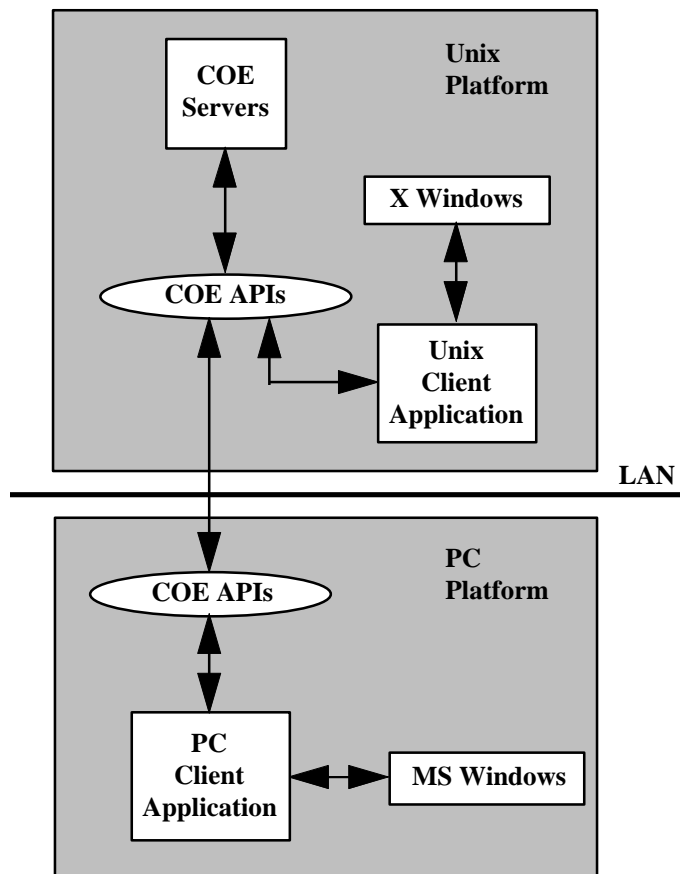 COE
Servers
Unix
Platform
X Windows
COE APIs
Unix
Client
Application
LAN
COE APIs
PC
Platform
PC
Client
Application
MS Windows